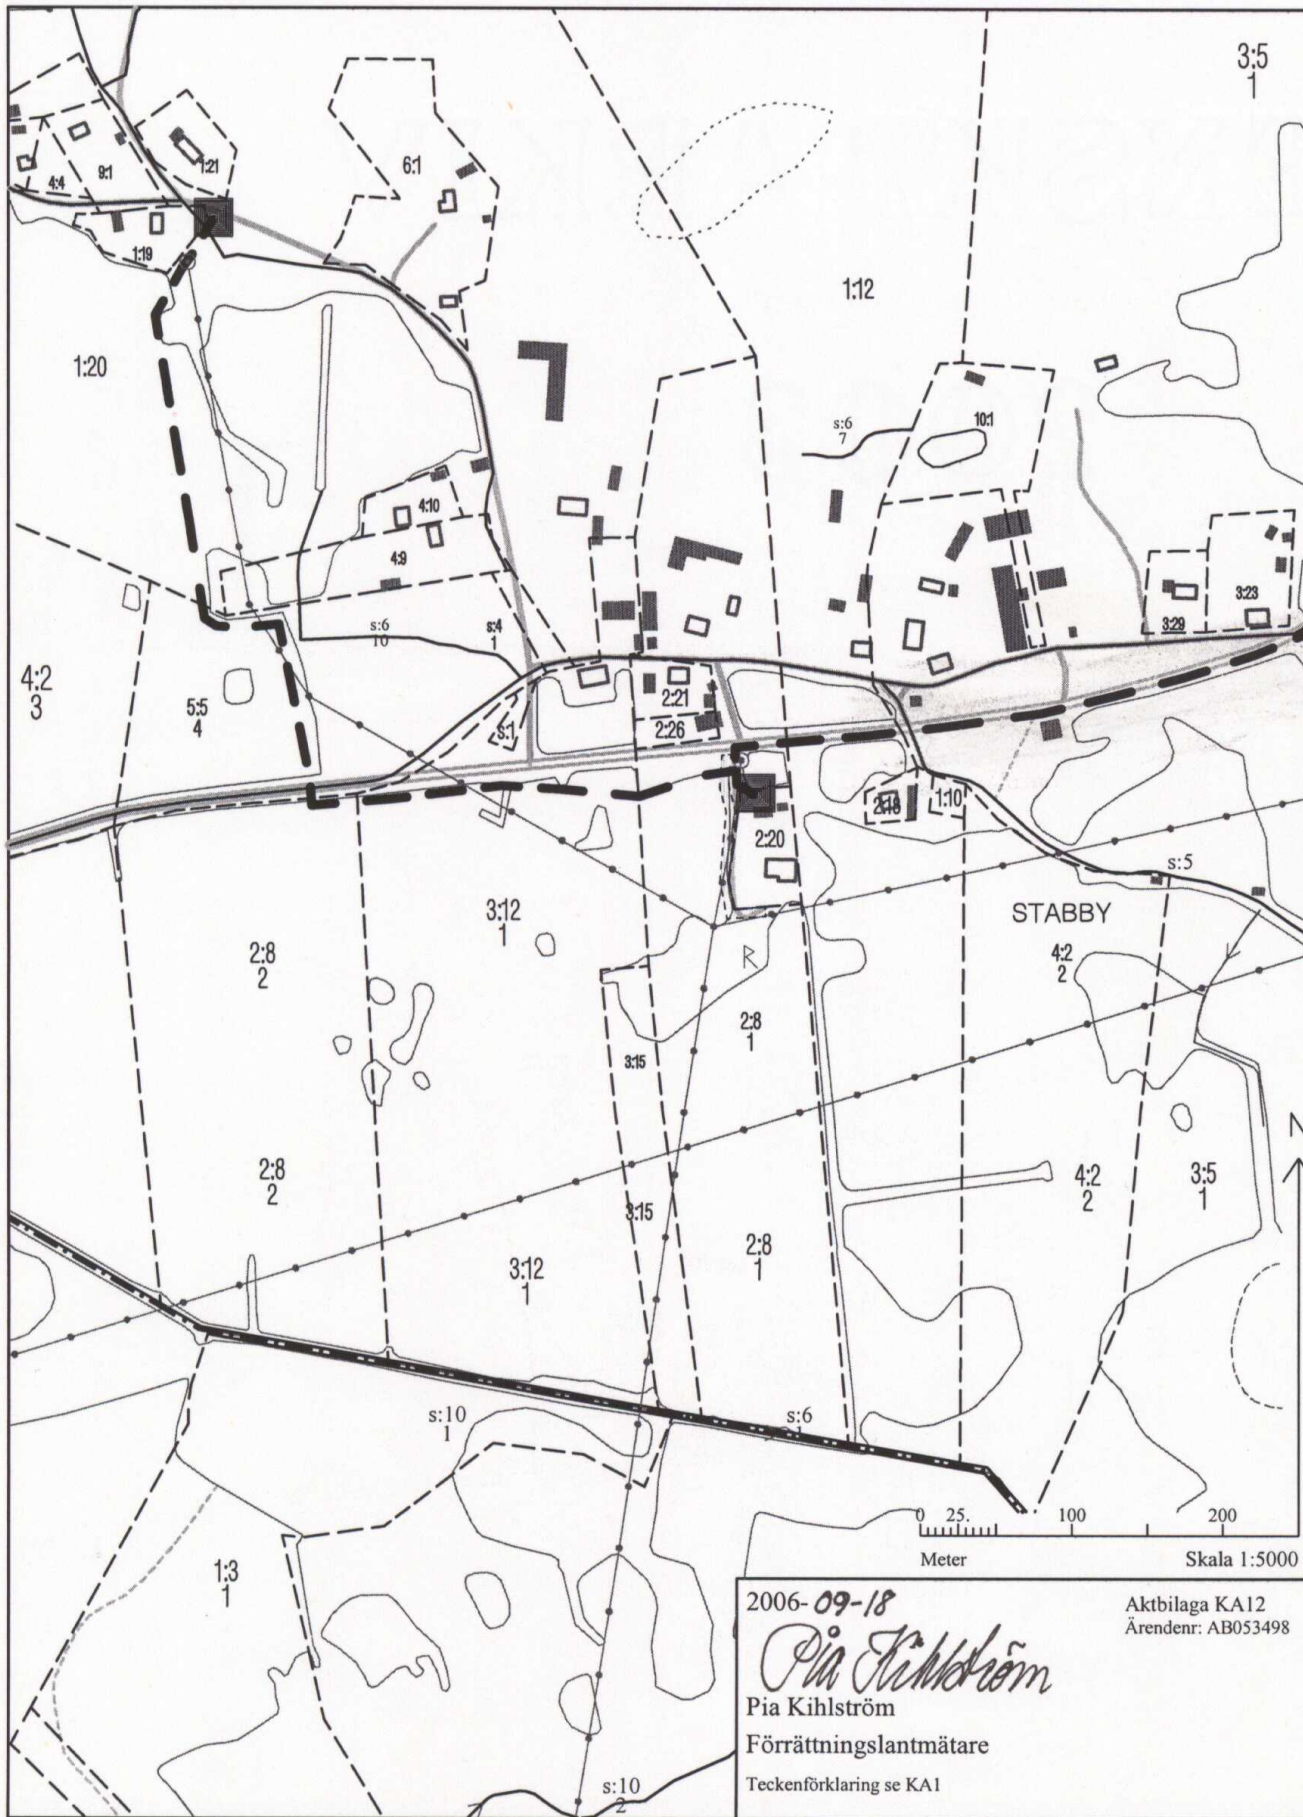 3:5
1
6:1
9:1
1:21
4:4
1:19
1:12
1:20
s:6
7
10:1
4:10
4:9
3:23
3:29
s:6
10
s:4
1
4:2
3
5:5
4
2:21
s:1
2:26
2:18
1:10
2:20
s:5
3:12
1
STABBY
2:8
2
4:2
2
R
2:8
1
3:15
N
2:8
2
4:2
2
3:5
1
3:15
2:8
1
3:12
1
s:10
1
s:6
1
0 25. 100 200
Meter Skala 1:5000
1:3
1
2006-09-18
Aktbilaga KA12
Ärendenr: AB053498
Pia Kihlström
Pia Kihlström
Förrättningslantmätare
Teckenförklaring se KA1
s:10
2